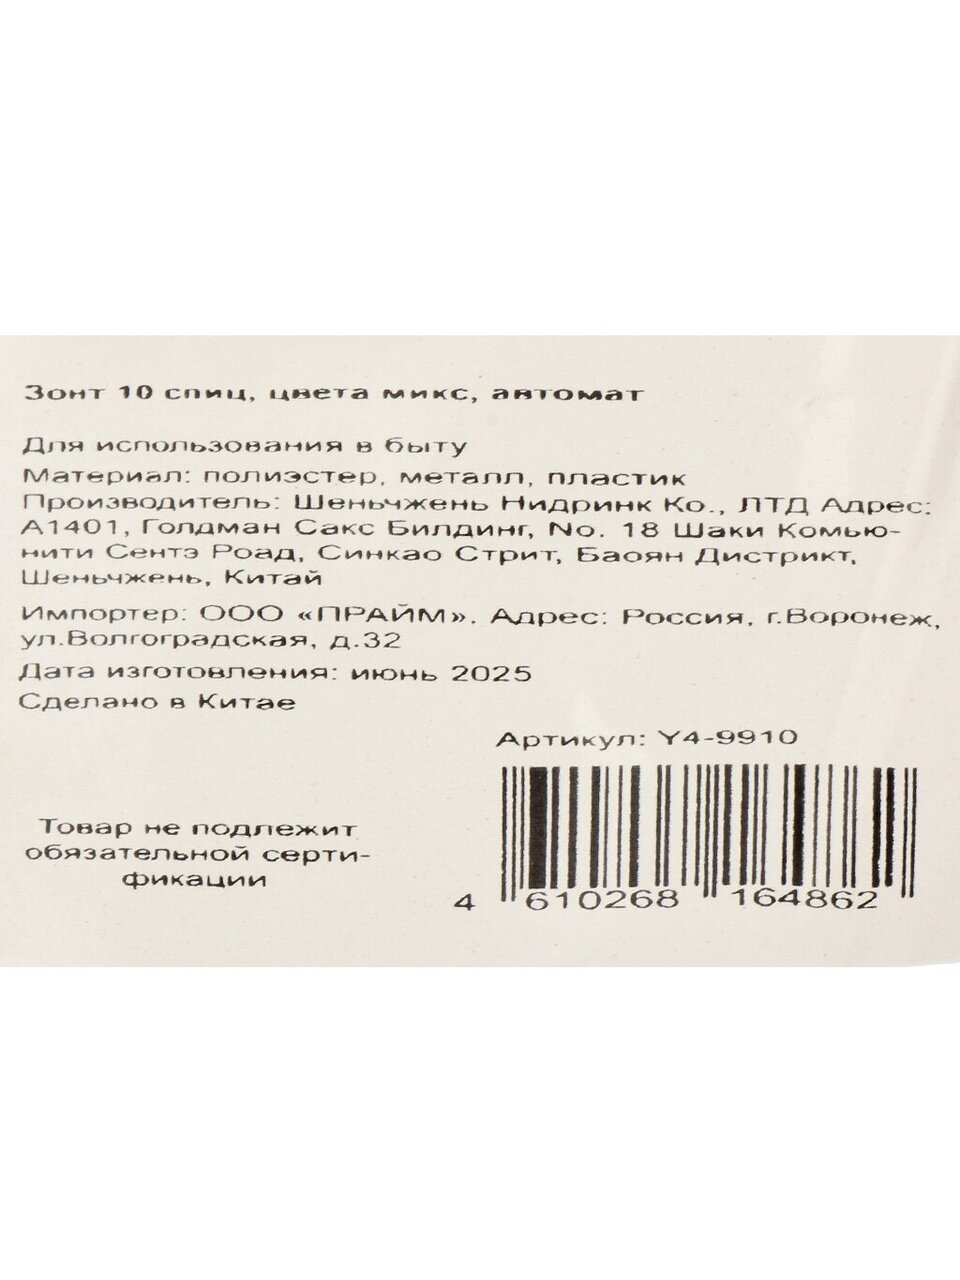 Зонт 10 спиц, цвета микс, автомат
Для использования в быту
Материал: полиэстер, металл, пластик
Производитель: Шеньчжень Нидринк Ко., ЛТД Адрес:
А1401, Голдман Сакс Билдинг, No. 18 Шаки Комью-
нити Сентэ Роад, Синкао Стрит, Баоян Дистрикт,
Шеньчжень, Китай
Импортер: ООО «ПРАЙМ». Адрес: Россия, г.Воронеж,
ул.Волгоградская, д.32
Дата изготовления: июнь 2025
Сделано в Китае
Артикул: Y4-9910
Товар не подлежит
обязательной серти-
фикации
4 610268 164862